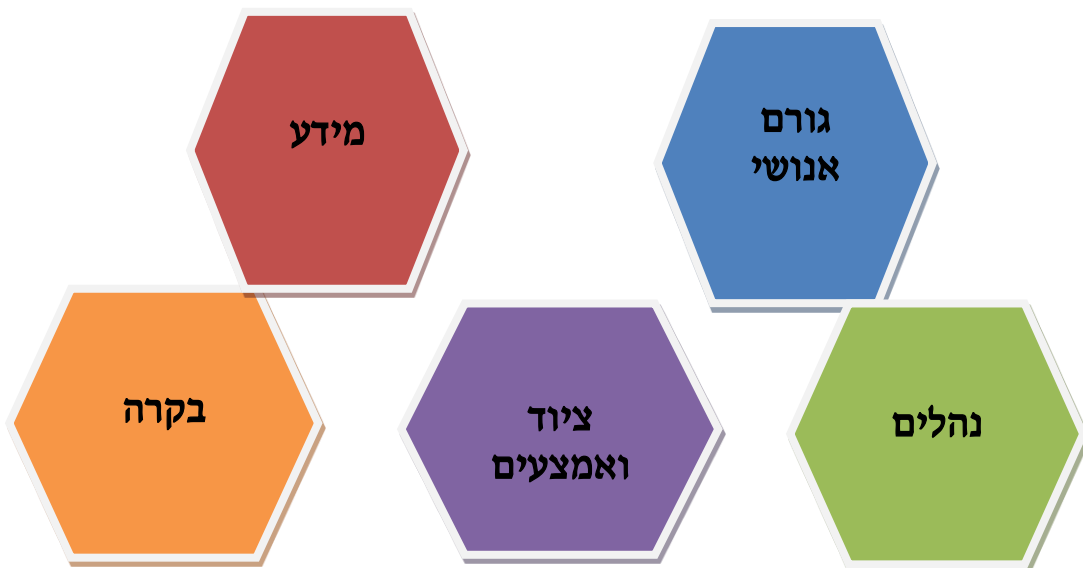 גורם
אנושי
מידע
נהלים
ציוד
ואמצעים
בקרה